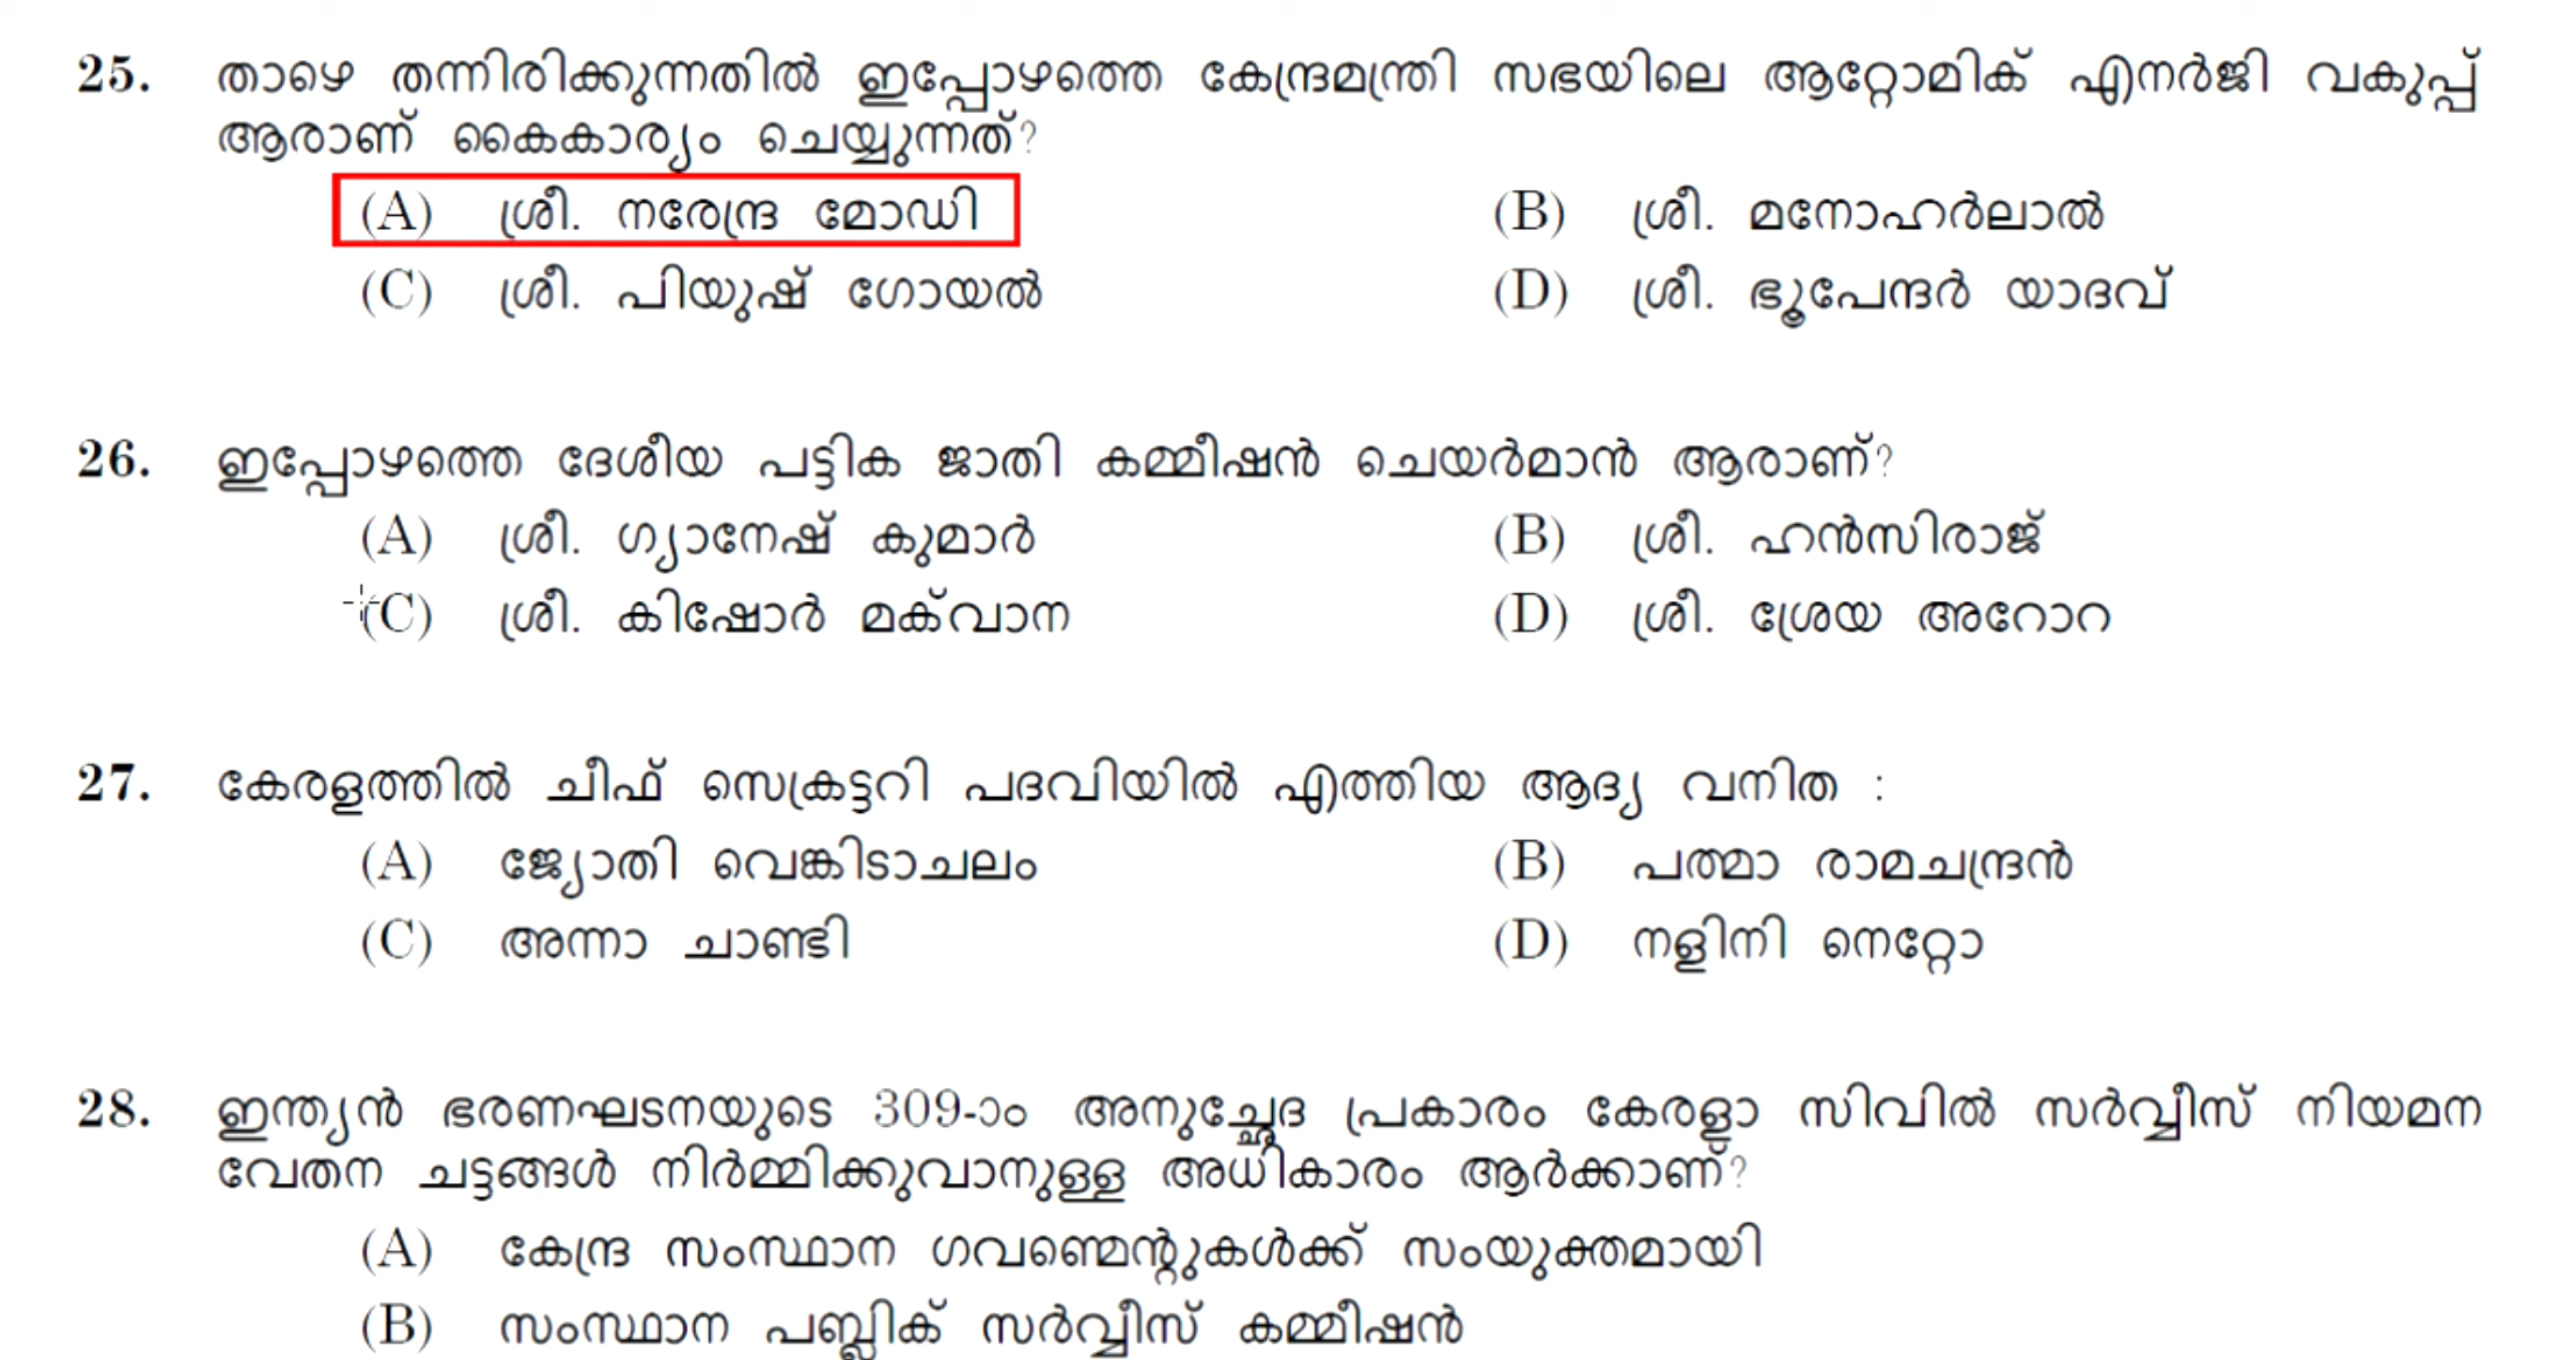 25. താഴെ തന്നിരിക്കുന്നതിൽ ഇപ്പോഴത്തെ കേന്ദ്രമന്ത്രി സഭയിലെ ആറ്റോമിക് എനർജി വകുപ്പ്
ആരാണ് കൈകാര്യം ചെയ്യുന്നത്?
(A) ശ്രീ. നരേന്ദ്ര മോഡി (B) ശ്രീ. മനോഹർലാൽ
(C) ശ്രീ. പിയുഷ് ഗോയൽ (D) ശ്രീ. ഭൂപേന്ദർ യാദവ്
26. ഇപ്പോഴത്തെ ദേശീയ പട്ടിക ജാതി കമ്മീഷൻ ചെയർമാൻ ആരാണ്?
(A) ശ്രീ. ഗ്യാനേഷ് കുമാർ (B) ശ്രീ. ഹൻസിരാജ്
(C) ശ്രീ. കിഷോർ മക്‌വാന (D) ശ്രീ. ശ്രേയ അറോറ
27. കേരളത്തിൽ ചീഫ് സെക്രട്ടറി പദവിയിൽ എത്തിയ ആദ്യ വനിത :
(A) ജ്യോതി വെങ്കിടാചലം (B) പത്മാ രാമചന്ദ്രൻ
(C) അന്നാ ചാണ്ടി (D) നളിനി നെറ്റോ
28. ഇന്ത്യൻ ഭരണഘടനയുടെ 309-ാം അനുച്ഛേദ പ്രകാരം കേരളാ സിവിൽ സർവ്വീസ് നിയമന
വേതന ചട്ടങ്ങൾ നിർമ്മിക്കുവാനുള്ള അധികാരം ആർക്കാണ്?
(A) കേന്ദ്ര സംസ്ഥാന ഗവണ്മെന്റുകൾക്ക് സംയുക്തമായി
(B) സംസ്ഥാന പബ്ലിക് സർവ്വീസ് കമ്മീഷൻ